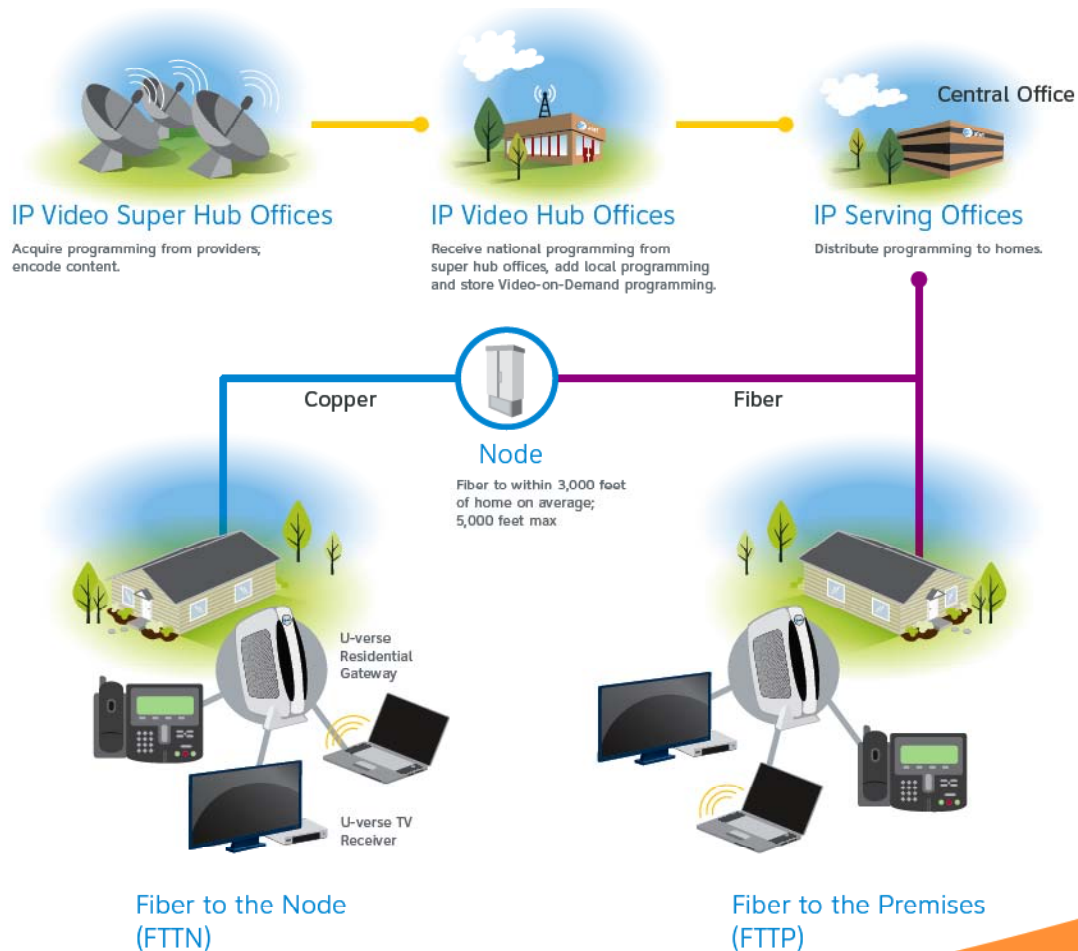 Central Office
IP Video Super Hub Offices
Acquire programming from providers;
encode content.
IP Video Hub Offices
Receive national programming from
super hub offices, add local programming
and store Video-on-Demand programming.
IP Serving Offices
Distribute programming to homes.
Copper
Fiber
Node
Fiber to within 3,000 feet
of home on average;
5,000 feet max
U-verse
Residential
Gateway
U-verse TV
Receiver
Fiber to the Node
(FTTN)
Fiber to the Premises
(FTTP)